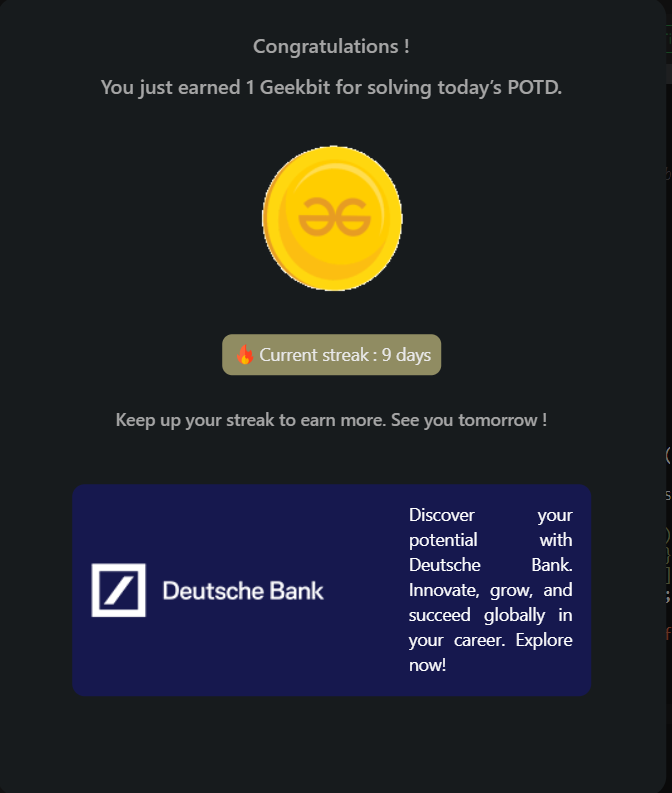 Congratulations !
You just earned 1 Geekbit for solving today's POTD.
🔥 Current streak : 9 days
Keep up your streak to earn more. See you tomorrow !
Deutsche Bank
Discover your
potential with
Deutsche Bank.
Innovate, grow, and
succeed globally in
your career. Explore
now!